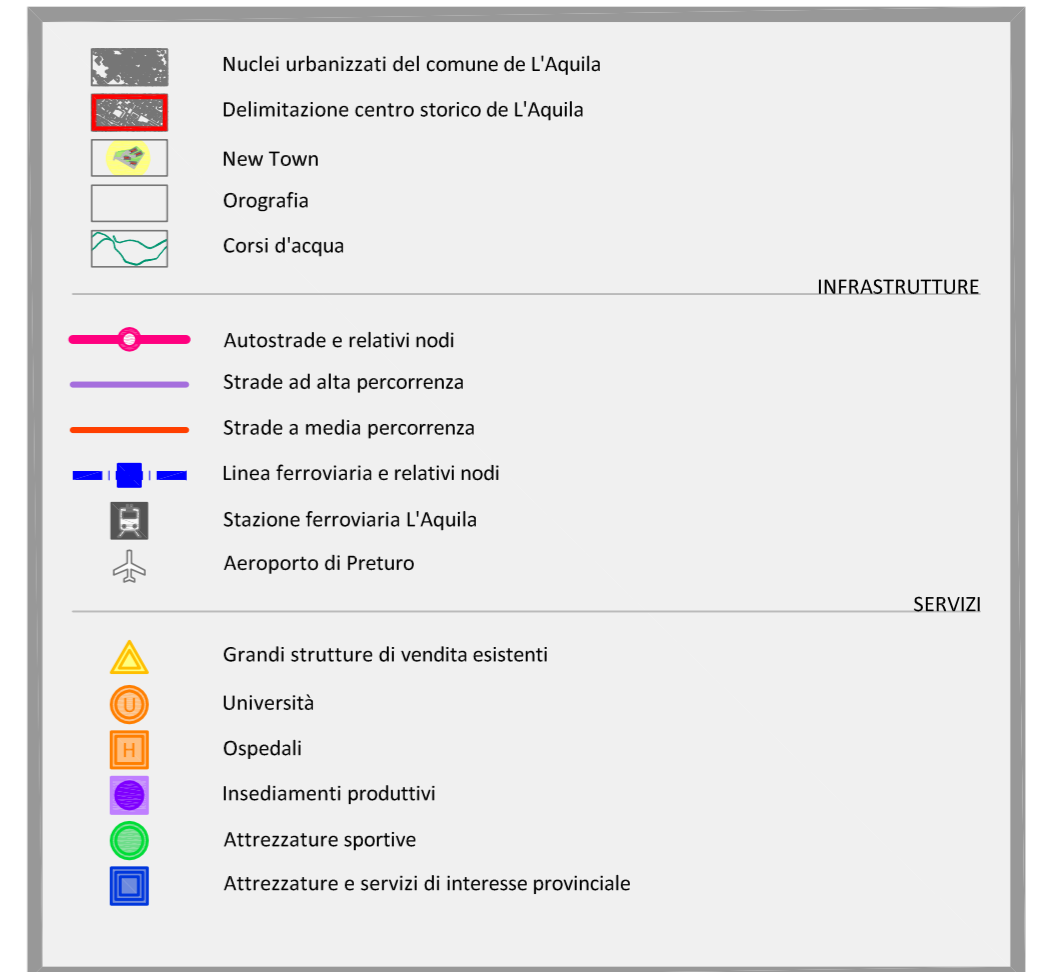 Nuclei urbanizzati del comune de L'Aquila
Delimitazione centro storico de L'Aquila
New Town
Orografia
Corsi d'acqua
INFRASTRUTTURE
Autostrade e relativi nodi
Strade ad alta percorrenza
Strade a media percorrenza
Linea ferroviaria e relativi nodi
Stazione ferroviaria L'Aquila
Aeroporto di Preturo
SERVIZI
Grandi strutture di vendita esistenti
U Università
H Ospedali
Insediamenti produttivi
Attrezzature sportive
Attrezzature e servizi di interesse provinciale